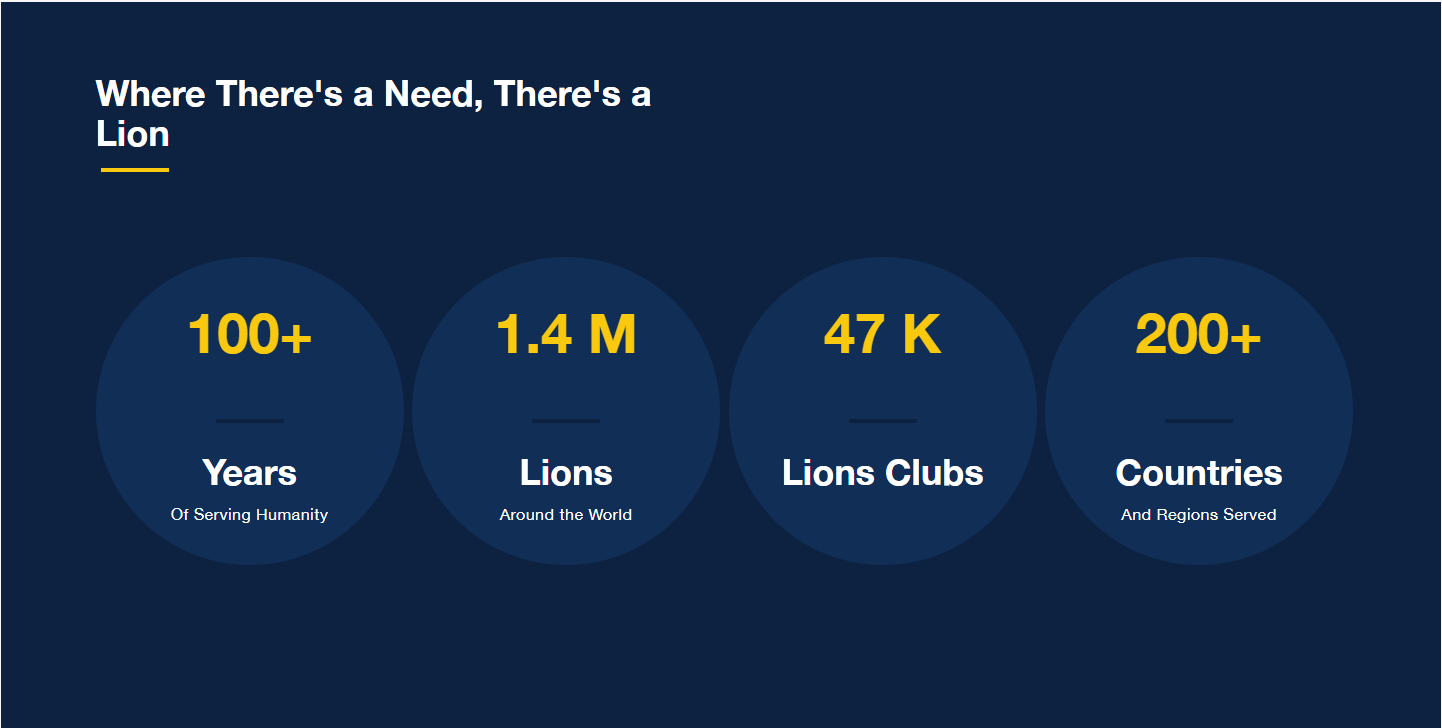 Where There's a Need, There's a
Lion
100+
Years
Of Serving Humanity
1.4 M
Lions
Around the World
47 K
Lions Clubs
200+
Countries
And Regions Served